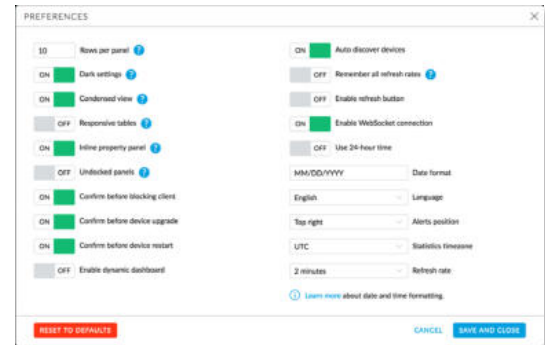 PREFERENCES
10 Rows per panel ?
ON Dark settings ?
ON Condensed view ?
OFF Responsive tables ?
ON Inline property panel ?
OFF Undocked panels ?
ON Confirm before blocking client
ON Confirm before device upgrade
ON Confirm before device restart
OFF Enable dynamic dashboard
ON Auto discover devices
OFF Remember all refresh rates ?
OFF Enable refresh button
ON Enable WebSocket connection
OFF Use 24-hour time
MM/DD/YYYY Date format
English Language
Top right Alerts position
UTC Statistics timezone
2 minutes Refresh rate
Learn more about date and time formatting.
RESET TO DEFAULTS CANCEL SAVE AND CLOSE